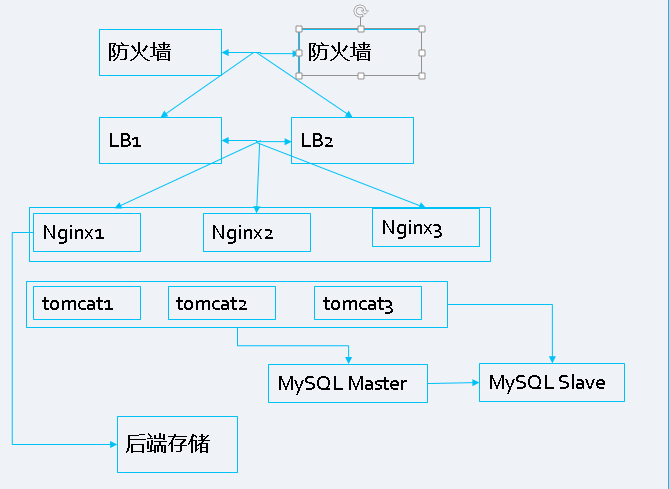 防火墙
防火墙
LB1
LB2
Nginx1
Nginx2
Nginx3
tomcat1
tomcat2
tomcat3
MySQL Master
MySQL Slave
后端存储